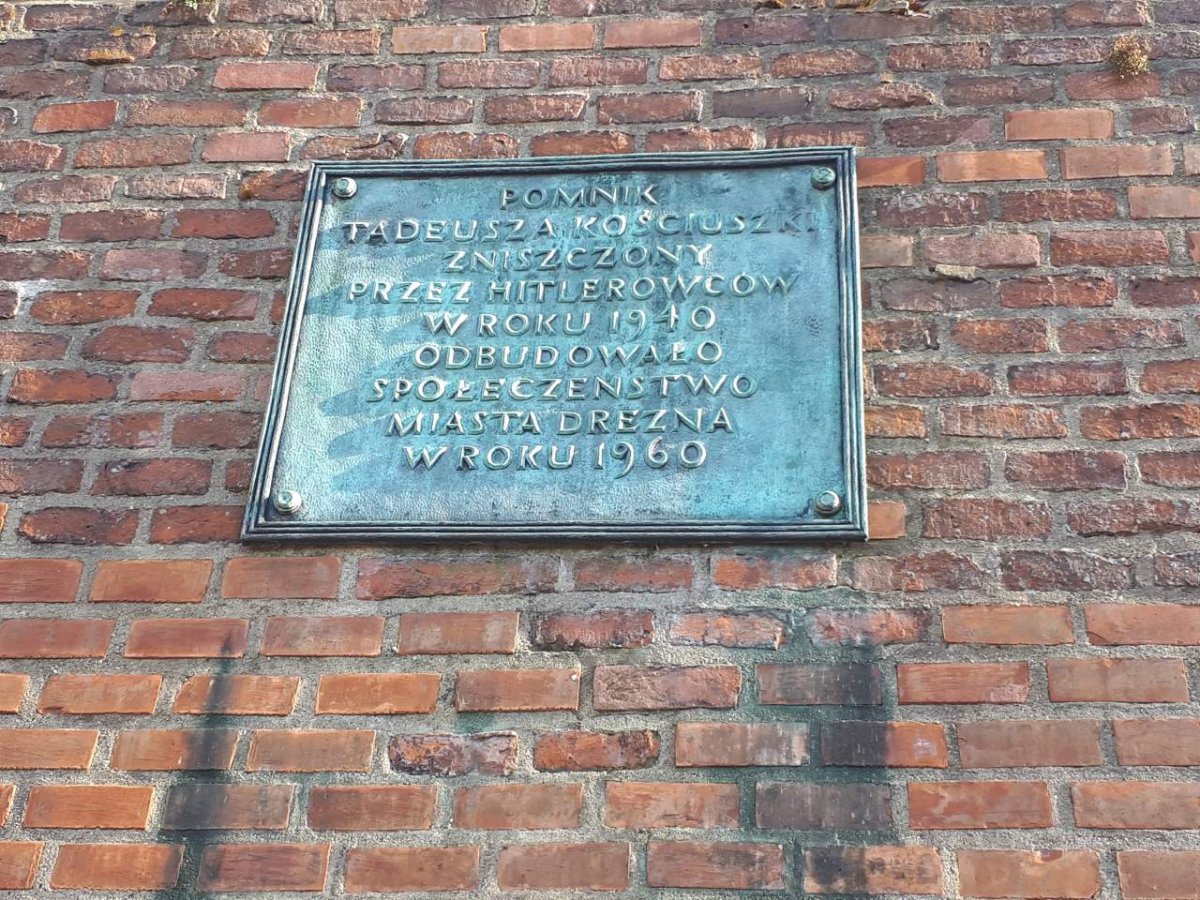 POMNIK
TADEUSZA KOŚCIUSZKI
ZNISZCZONY
PRZEZ HITLEROWCÓW
W ROKU 1940
ODBUDOWAŁO
SPOŁECZEŃSTWO
MIASTA DREZNA
W ROKU 1960